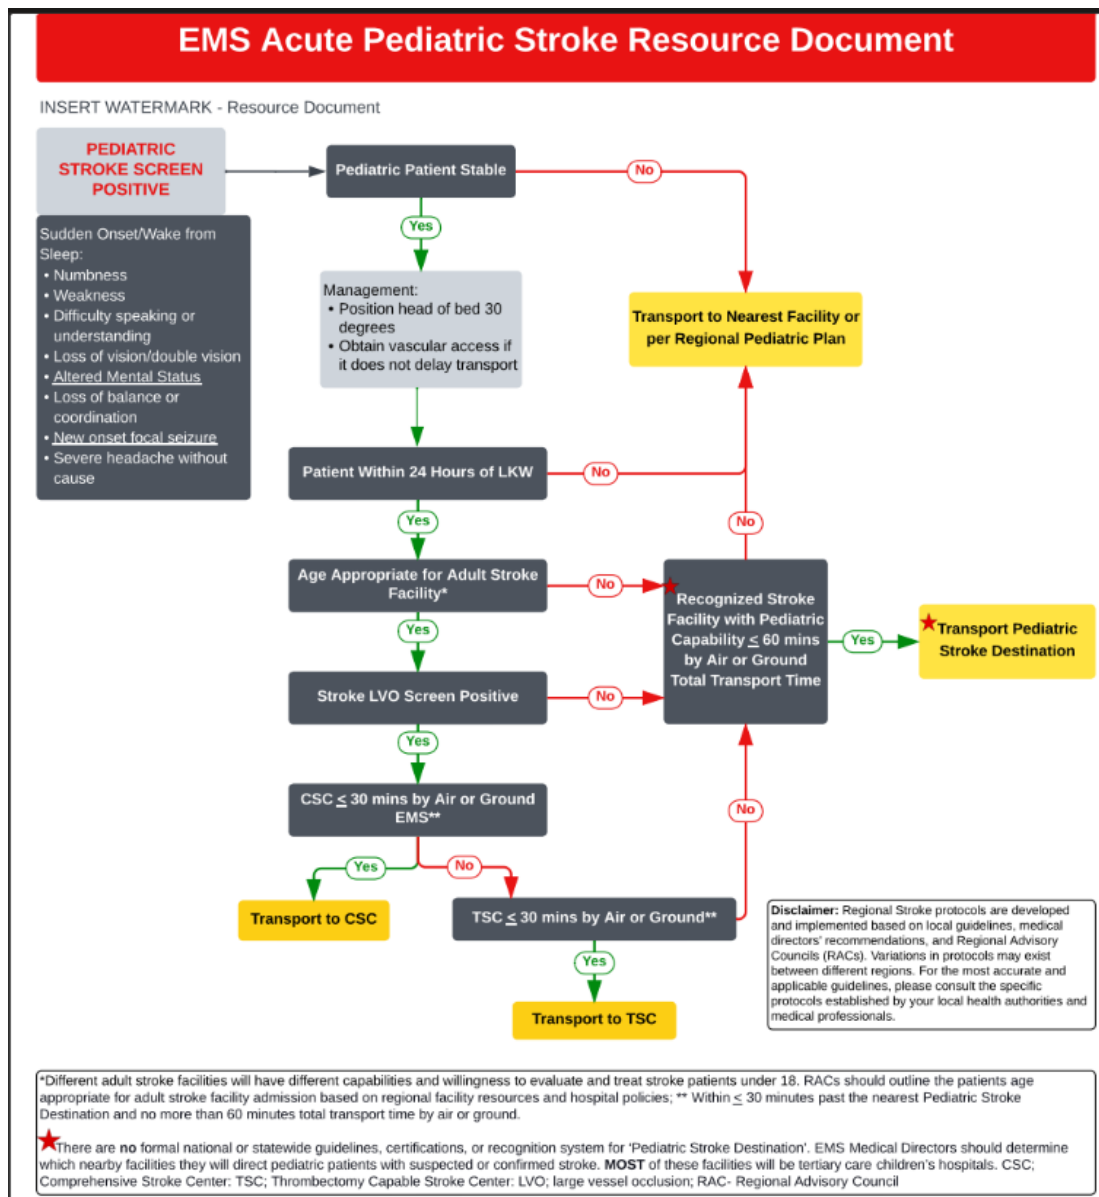 EMS Acute Pediatric Stroke Resource Document
INSERT WATERMARK - Resource Document
PEDIATRIC
STROKE SCREEN
POSITIVE
Sudden Onset/Wake from
Sleep:
• Numbness
• Weakness
• Difficulty speaking or
understanding
• Loss of vision/double vision
• Altered Mental Status
• Loss of balance or
coordination
• New onset focal seizure
• Severe headache without
cause
Pediatric Patient Stable
No
Yes
Management:
• Position head of bed 30
degrees
• Obtain vascular access if
it does not delay transport
Transport to Nearest Facility or
per Regional Pediatric Plan
Patient Within 24 Hours of LKW
No
Yes
No
Age Appropriate for Adult Stroke
Facility*
No
Yes
Recognized Stroke
Facility with Pediatric
Capability ≤ 60 mins
by Air or Ground
Total Transport Time
Yes
Transport Pediatric
Stroke Destination
Stroke LVO Screen Positive
No
Yes
CSC ≤ 30 mins by Air or Ground
EMS**
No
Yes
No
Transport to CSC
TSC ≤ 30 mins by Air or Ground**
Yes
Transport to TSC
Disclaimer: Regional Stroke protocols are developed
and implemented based on local guidelines, medical
directors' recommendations, and Regional Advisory
Councils (RACs). Variations in protocols may exist
between different regions. For the most accurate and
applicable guidelines, please consult the specific
protocols established by your local health authorities and
medical professionals.
*Different adult stroke facilities will have different capabilities and willingness to evaluate and treat stroke patients under 18. RACs should outline the patients age
appropriate for adult stroke facility admission based on regional facility resources and hospital policies; ** Within ≤ 30 minutes past the nearest Pediatric Stroke
Destination and no more than 60 minutes total transport time by air or ground.
There are no formal national or statewide guidelines, certifications, or recognition system for 'Pediatric Stroke Destination'. EMS Medical Directors should determine
which nearby facilities they will direct pediatric patients with suspected or confirmed stroke. MOST of these facilities will be tertiary care children's hospitals. CSC;
Comprehensive Stroke Center: TSC; Thrombectomy Capable Stroke Center: LVO; large vessel occlusion; RAC- Regional Advisory Council